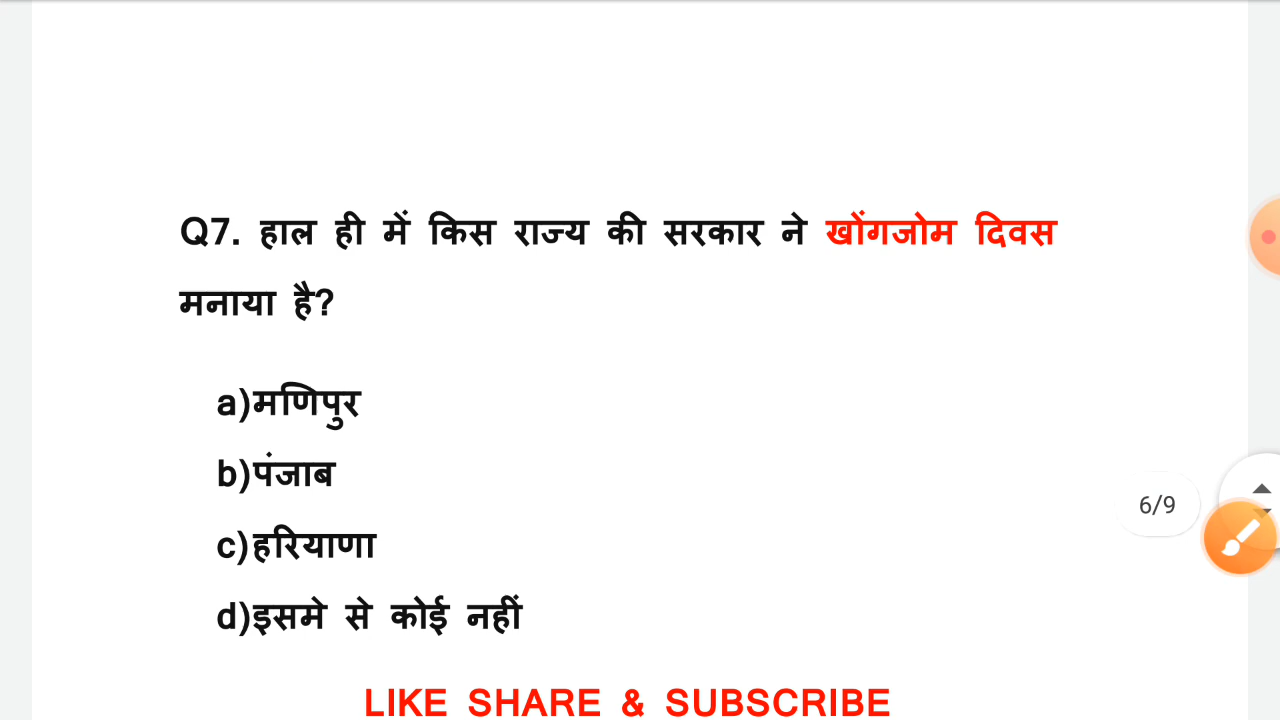 Q7. हाल ही में किस राज्य की सरकार ने खोंगजोम दिवस
मनाया है?
a)मणिपुर
b)पंजाब
c)हरियाणा
d)इसमे से कोई नहीं
6/9
LIKE SHARE & SUBSCRIBE